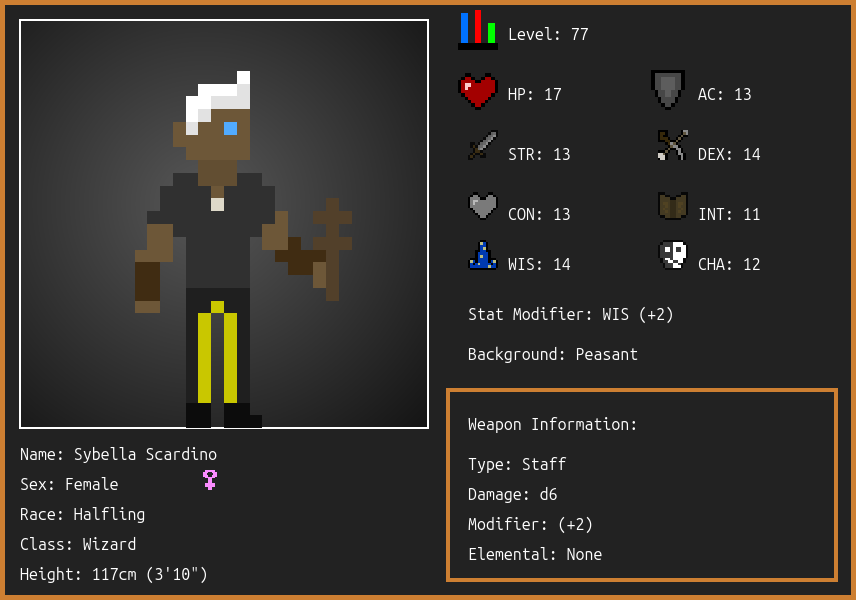 Level: 77
HP: 17
AC: 13
STR: 13
DEX: 14
CON: 13
INT: 11
WIS: 14
CHA: 12
Stat Modifier: WIS (+2)
Background: Peasant
Weapon Information:
Type: Staff
Damage: d6
Modifier: (+2)
Elemental: None
Name: Sybella Scardino
Sex: Female
Race: Halfling
Class: Wizard
Height: 117cm (3'10")